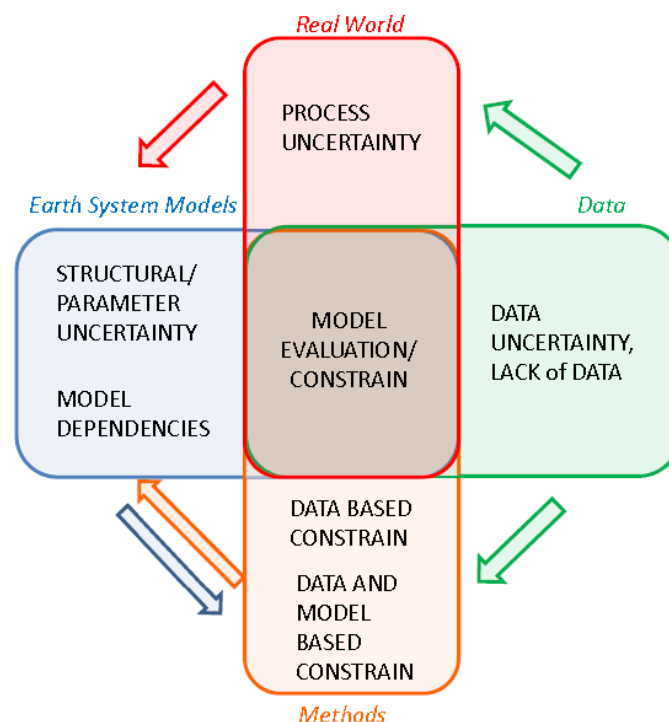 Real World
PROCESS
UNCERTAINTY
Earth System Models
Data
STRUCTURAL/
PARAMETER
UNCERTAINTY
MODEL
DEPENDENCIES
MODEL
EVALUATION/
CONSTRAIN
DATA
UNCERTAINTY,
LACK of DATA
DATA BASED
CONSTRAIN
DATA AND
MODEL
BASED
CONSTRAIN
Methods